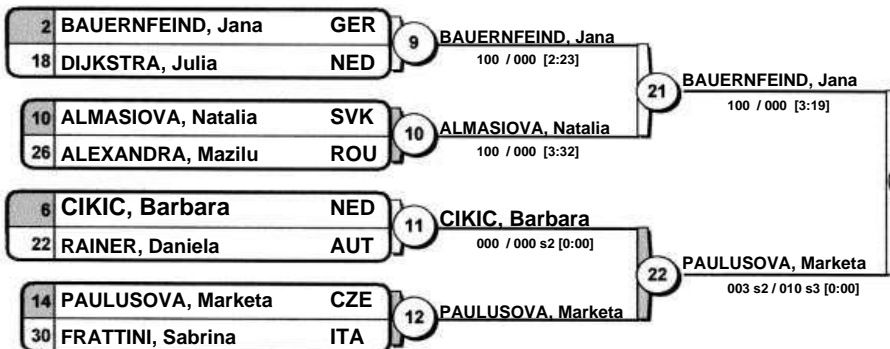 2 BAUERNFEIND, Jana GER
18 DIJKSTRA, Julia NED
9
BAUERNFEIND, Jana
100 / 000 [2:23]
21
BAUERNFEIND, Jana
100 / 000 [3:19]
10 ALMASIOVA, Natalia SVK
26 ALEXANDRA, Mazilu ROU
10
ALMASIOVA, Natalia
100 / 000 [3:32]
6 CIKIC, Barbara NED
22 RAINER, Daniela AUT
11
CIKIC, Barbara
000 / 000 s2 [0:00]
22
PAULUSOVA, Marketa
003 s2 / 010 s3 [0:00]
14 PAULUSOVA, Marketa CZE
30 FRATTINI, Sabrina ITA
12
PAULUSOVA, Marketa